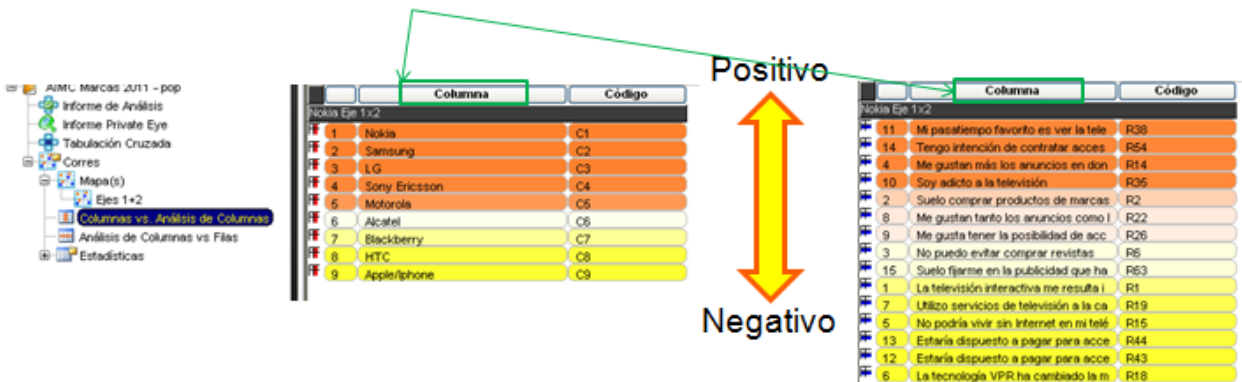 AIMC Marcas 2011 - pop
Informe de Análisis
Informe Private Eye
Tabulación Cruzada
Corres
Mapa(s)
Ejes 1+2
Columnas vs. Análisis de Columnas
Análisis de Columnas vs Filas
Estadísticas
Columna Código
Nokia Eje 1x2
1 Nokia C1
2 Samsung C2
3 LG C3
4 Sony Ericsson C4
5 Motorola C5
6 Alcatel C6
7 Blackberry C7
8 HTC C8
9 Apple/Iphone C9
Positivo
Negativo
Columna Código
Nokia Eje 1x2
11 Mi pasatiempo favorito es ver la tele R38
14 Tengo intención de contratar acces R54
4 Me gustan más los anuncios en don R14
10 Soy adicto a la televisión R35
2 Suelo comprar productos de marcas R2
8 Me gustan tanto los anuncios como l R22
9 Me gusta tener la posibilidad de acc R26
3 No puedo evitar comprar revistas R6
15 Suelo fijarme en la publicidad que ha R63
1 La televisión interactiva me resulta i R1
7 Utilizo servicios de televisión a la ca R19
5 No podría vivir sin Internet en mi telé R15
13 Estaría dispuesto a pagar para acce R44
12 Estaría dispuesto a pagar para acce R43
6 La tecnología VPR ha cambiado la m R18